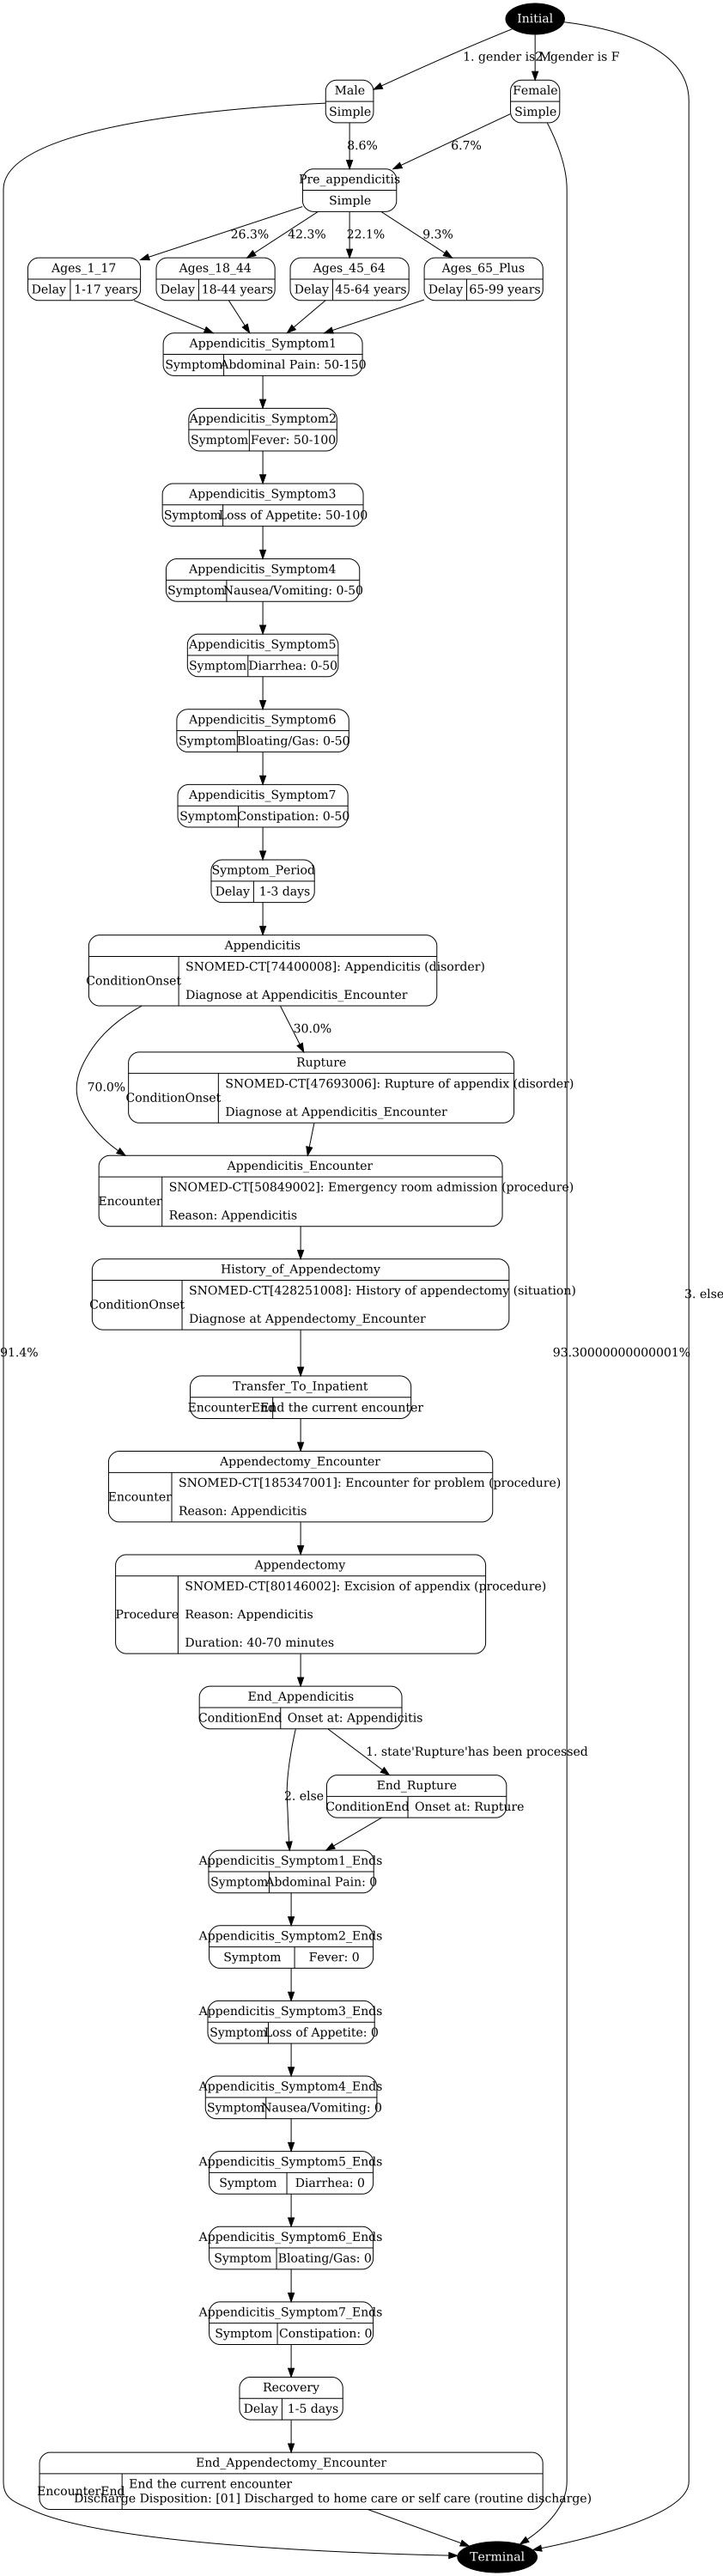 Initial
1. gender is M
2. gender is F
Male
Simple
Female
Simple
8.6%
6.7%
Pre_appendicitis
Simple
26.3%
42.3%
22.1%
9.3%
Ages_1_17
Delay
1-17 years
Ages_18_44
Delay
18-44 years
Ages_45_64
Delay
45-64 years
Ages_65_Plus
Delay
65-99 years
Appendicitis_Symptom1
Symptom
Abdominal Pain: 50-150
Appendicitis_Symptom2
Symptom
Fever: 50-100
Appendicitis_Symptom3
Symptom
Loss of Appetite: 50-100
Appendicitis_Symptom4
Symptom
Nausea/Vomiting: 0-50
Appendicitis_Symptom5
Symptom
Diarrhea: 0-50
Appendicitis_Symptom6
Symptom
Bloating/Gas: 0-50
Appendicitis_Symptom7
Symptom
Constipation: 0-50
Symptom_Period
Delay
1-3 days
Appendicitis
ConditionOnset
SNOMED-CT[74400008]: Appendicitis (disorder)
Diagnose at Appendicitis_Encounter
30.0%
70.0%
Rupture
ConditionOnset
SNOMED-CT[47693006]: Rupture of appendix (disorder)
Diagnose at Appendicitis_Encounter
Appendicitis_Encounter
Encounter
SNOMED-CT[50849002]: Emergency room admission (procedure)
Reason: Appendicitis
History_of_Appendectomy
ConditionOnset
SNOMED-CT[428251008]: History of appendectomy (situation)
Diagnose at Appendectomy_Encounter
3. else
91.4%
93.30000000000001%
Transfer_To_Inpatient
EncounterEnd
End the current encounter
Appendectomy_Encounter
Encounter
SNOMED-CT[185347001]: Encounter for problem (procedure)
Reason: Appendicitis
Appendectomy
Procedure
SNOMED-CT[80146002]: Excision of appendix (procedure)
Reason: Appendicitis
Duration: 40-70 minutes
End_Appendicitis
ConditionEnd
Onset at: Appendicitis
1. state'Rupture'has been processed
2. else
End_Rupture
ConditionEnd
Onset at: Rupture
Appendicitis_Symptom1_Ends
Symptom
Abdominal Pain: 0
Appendicitis_Symptom2_Ends
Symptom
Fever: 0
Appendicitis_Symptom3_Ends
Symptom
Loss of Appetite: 0
Appendicitis_Symptom4_Ends
Symptom
Nausea/Vomiting: 0
Appendicitis_Symptom5_Ends
Symptom
Diarrhea: 0
Appendicitis_Symptom6_Ends
Symptom
Bloating/Gas: 0
Appendicitis_Symptom7_Ends
Symptom
Constipation: 0
Recovery
Delay
1-5 days
End_Appendectomy_Encounter
EncounterEnd
End the current encounter
Discharge Disposition: [01] Discharged to home care or self care (routine discharge)
Terminal